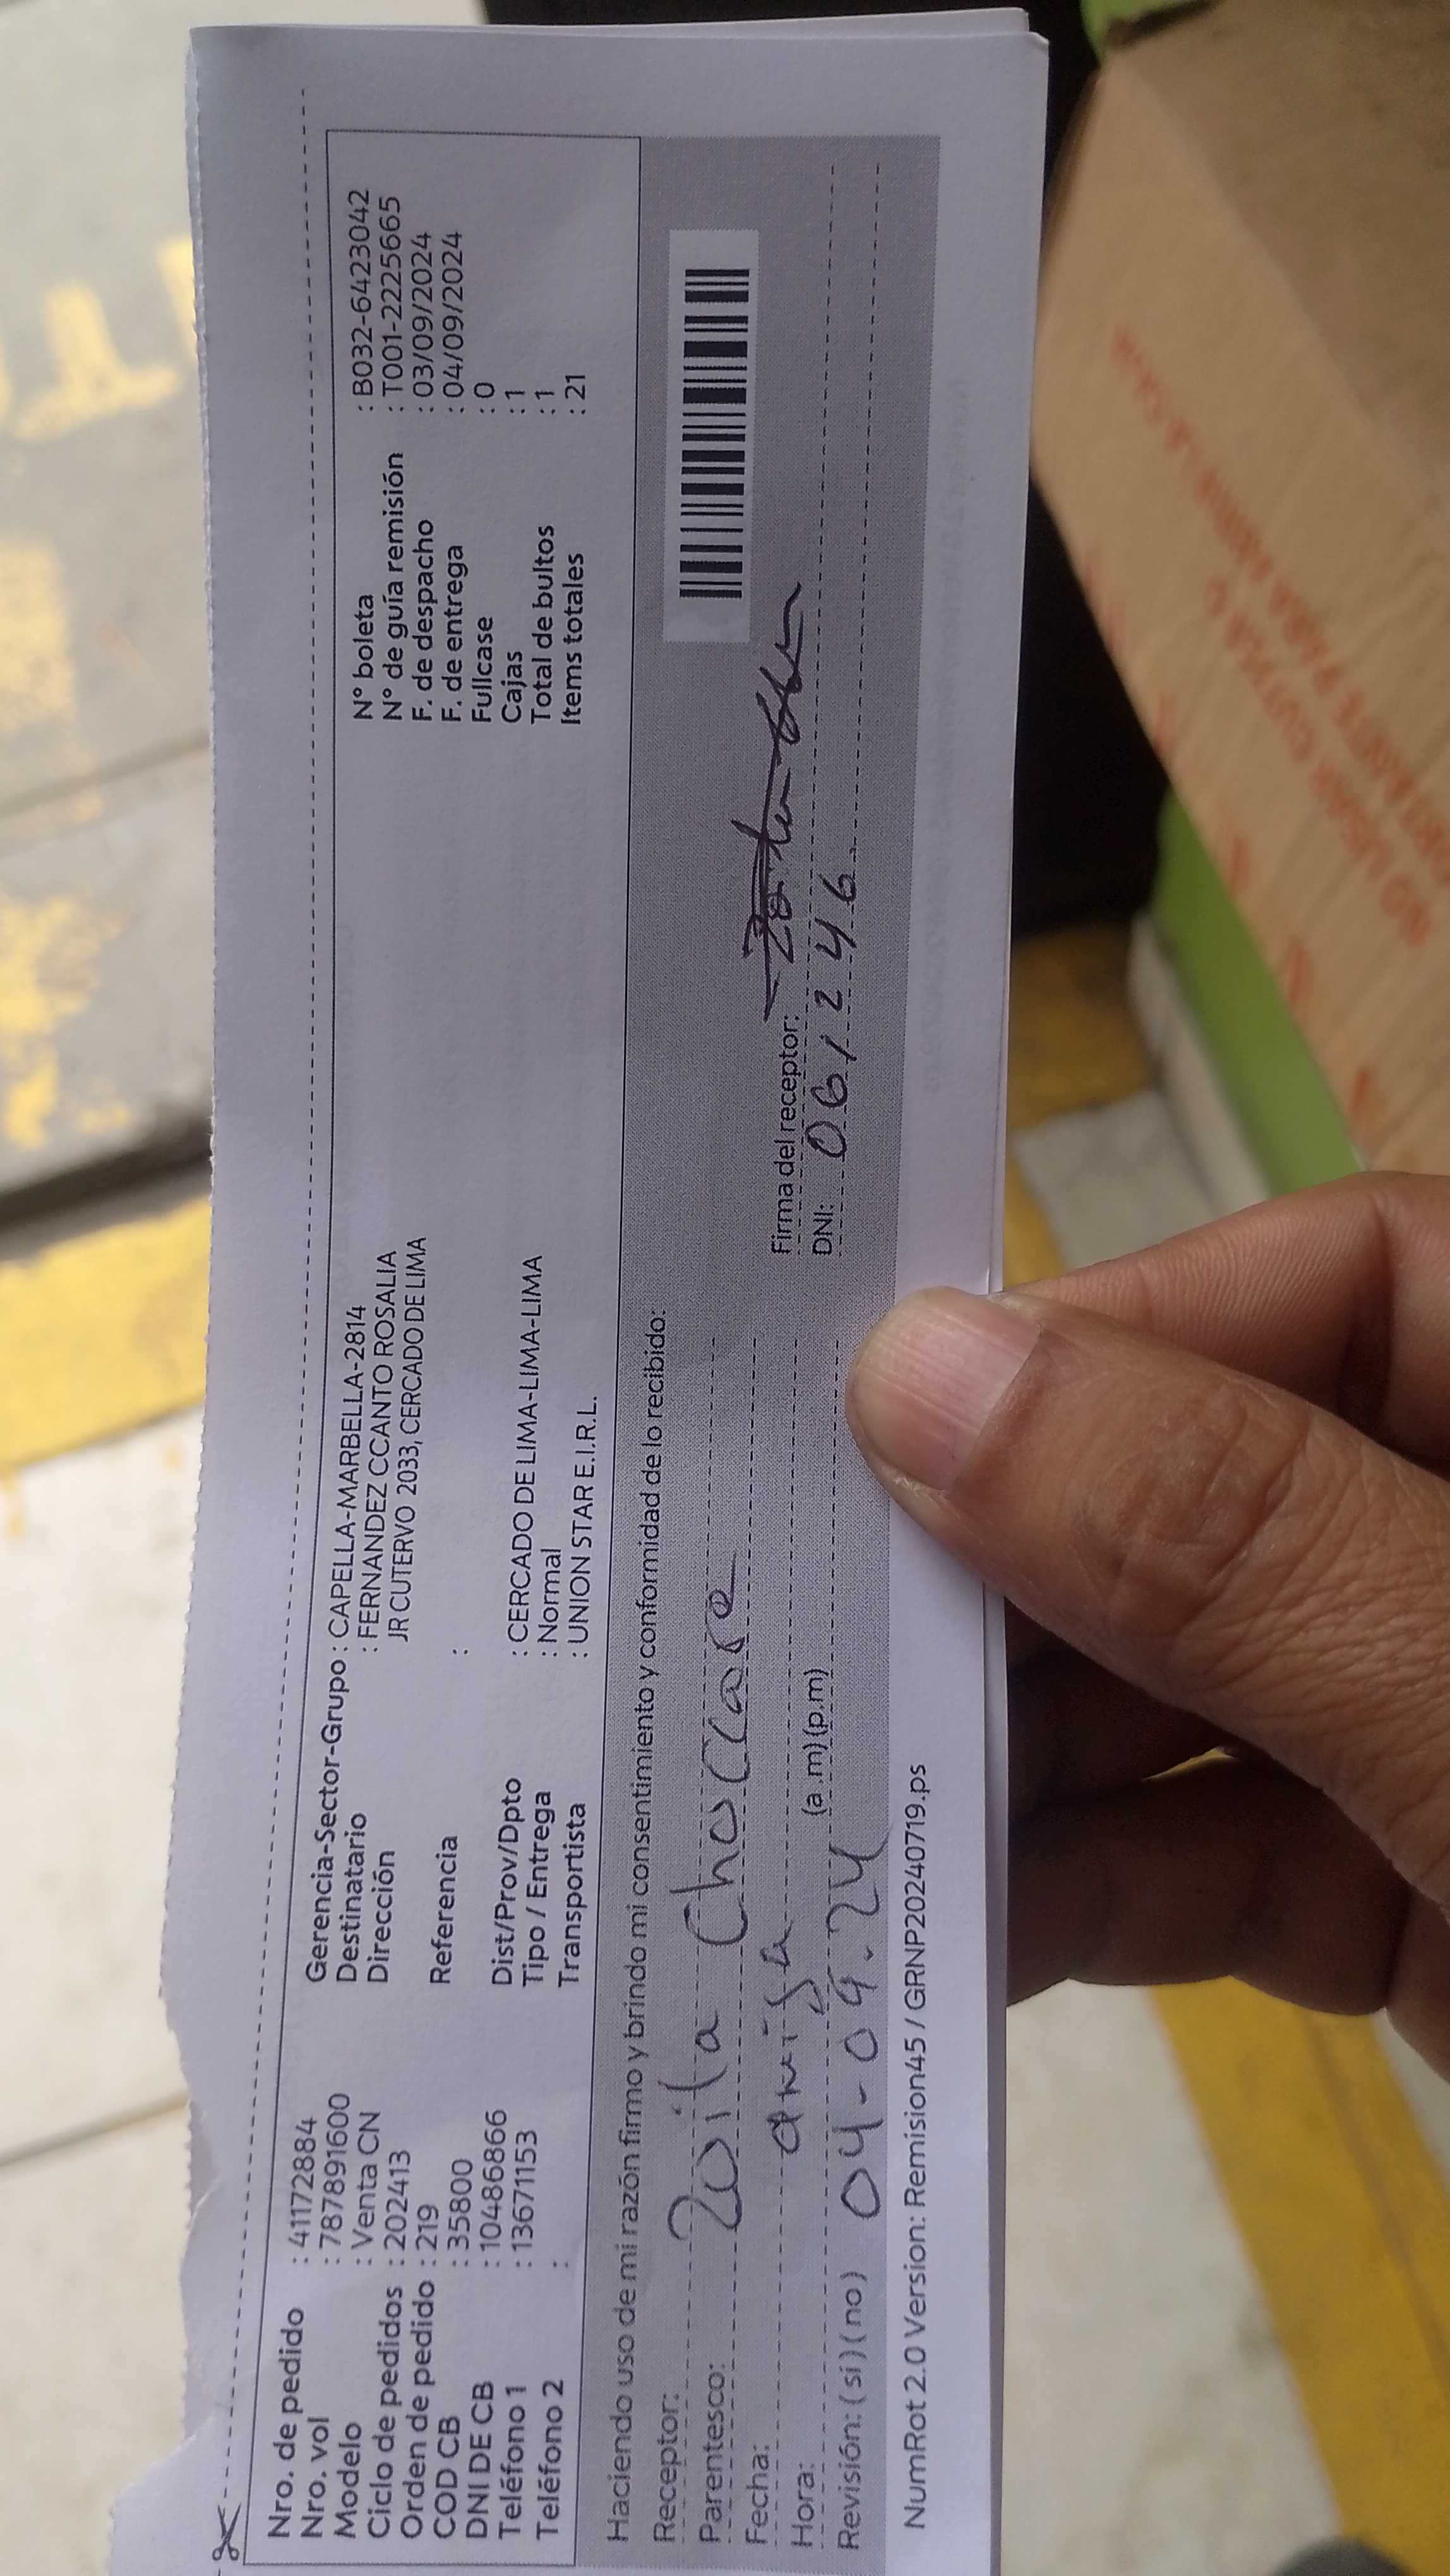 Nro. de pedido : 41172884
Nro. vol : 787891600
Modelo : Venta CN
Ciclo de pedidos : 202413
Orden de pedido : 219
COD CB : 35800
DNI DE CB : 10486866
Teléfono 1 : 13671153
Teléfono 2 :
Gerencia-Sector-Grupo : CAPELLA-MARBELLA-2814
Destinatario : FERNANDEZ CCANTO ROSALIA
Dirección JR CUTERVO 2033, CERCADO DE LIMA
Referencia :
Dist/Prov/Dpto : CERCADO DE LIMA-LIMA-LIMA
Tipo / Entrega : Normal
Transportista : UNION STAR E.I.R.L.
N° boleta : B032-6423042
N° de guía remisión : T001-2225665
F. de despacho : 03/09/2024
F. de entrega : 04/09/2024
Fullcase : 0
Cajas : 1
Total de bultos : 1
Items totales : 21
Haciendo uso de mi razón firmo y brindo mi consentimiento y conformidad de lo recibido:
Receptor: Zoila
Parentesco: amiga
Fecha: 04-09-24
Hora: (a.m)(p.m)
Revisión: (si)(no)
Firma del receptor:
DNI: 061246
NumRot 2.0 Version: Remision45 / GRNP20240719.ps